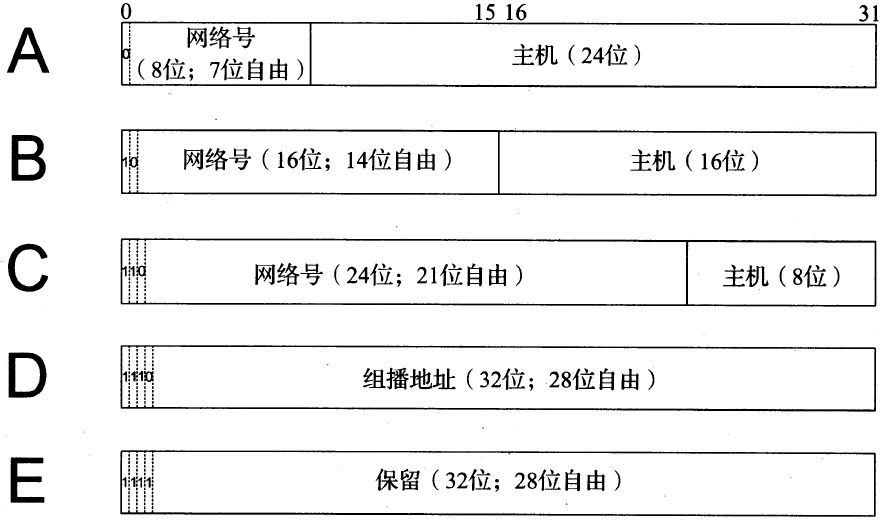 0 15 16 31
A 0 网络号 主机（24位）
（8位；7位自由）
B 10 网络号（16位；14位自由） 主机（16位）
C 110 网络号（24位；21位自由） 主机（8位）
D 1110 组播地址（32位；28位自由）
E 1111 保留（32位；28位自由）